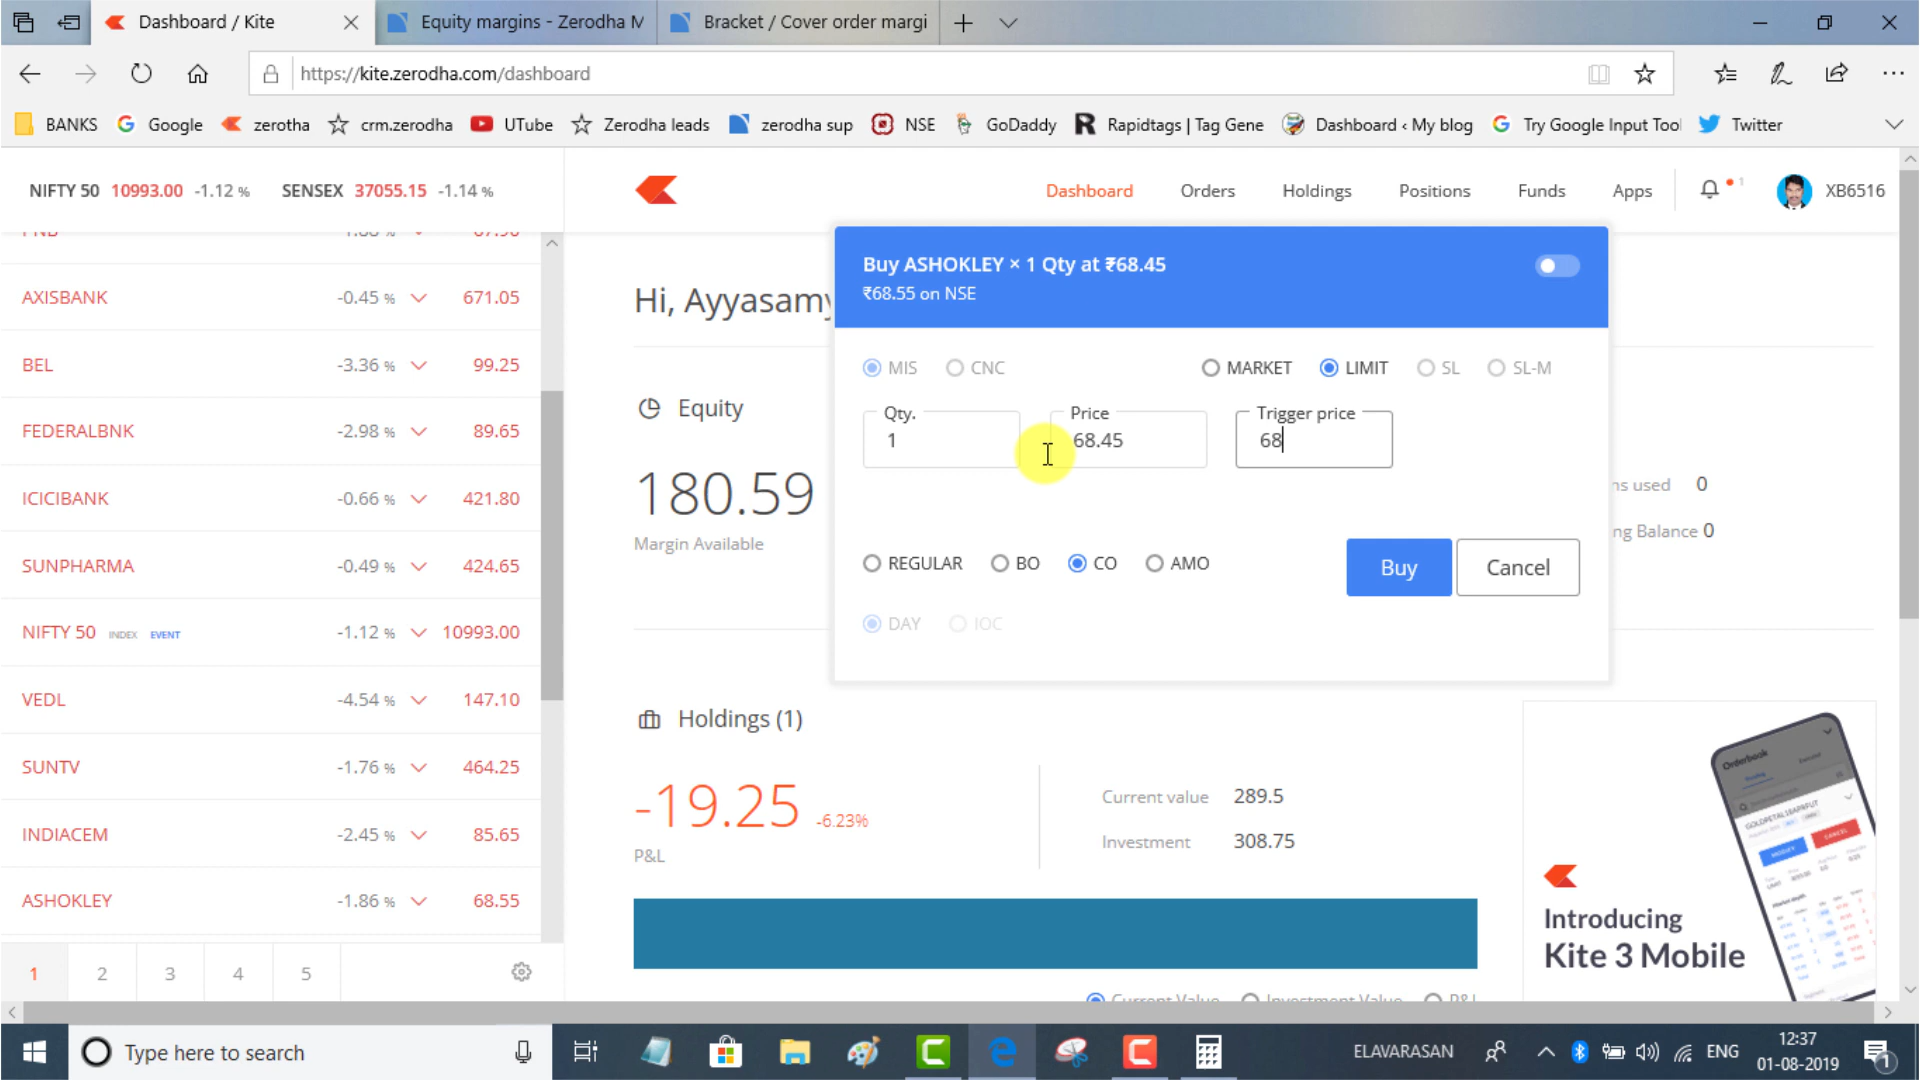 Dashboard / Kite
Equity margins - Zerodha M
Bracket / Cover order margi
https://kite.zerodha.com/dashboard
BANKS
Google
zerotha
crm.zerodha
UTube
Zerodha leads
zerodha sup
NSE
GoDaddy
Rapidtags | Tag Gene
Dashboard ‹ My blog
Try Google Input Tool
Twitter
NIFTY 50 10993.00 -1.12 %
SENSEX 37055.15 -1.14 %
Dashboard
Orders
Holdings
Positions
Funds
Apps
1
XB6516
AXISBANK -0.45 % 671.05
BEL -3.36 % 99.25
FEDERALBNK -2.98 % 89.65
ICICIBANK -0.66 % 421.80
SUNPHARMA -0.49 % 424.65
NIFTY 50 INDEX EVENT -1.12 % 10993.00
VEDL -4.54 % 147.10
SUNTV -1.76 % 464.25
INDIACEM -2.45 % 85.65
ASHOKLEY -1.86 % 68.55
1 2 3 4 5
Hi, Ayyasamy
Equity
180.59
Margin Available
Buy ASHOKLEY × 1 Qty at ₹68.45
₹68.55 on NSE
MIS CNC MARKET LIMIT SL SL-M
Qty. Price Trigger price
1 68.45 68
REGULAR BO CO AMO
Buy
Cancel
DAY IOC
ns used 0
ng Balance 0
Holdings (1)
-19.25 -6.23%
P&L
Current value 289.5
Investment 308.75
Current Value Investment Value P&L
Introducing
Kite 3 Mobile
Type here to search
ELAVARASAN
ENG
12:37
01-08-2019
1